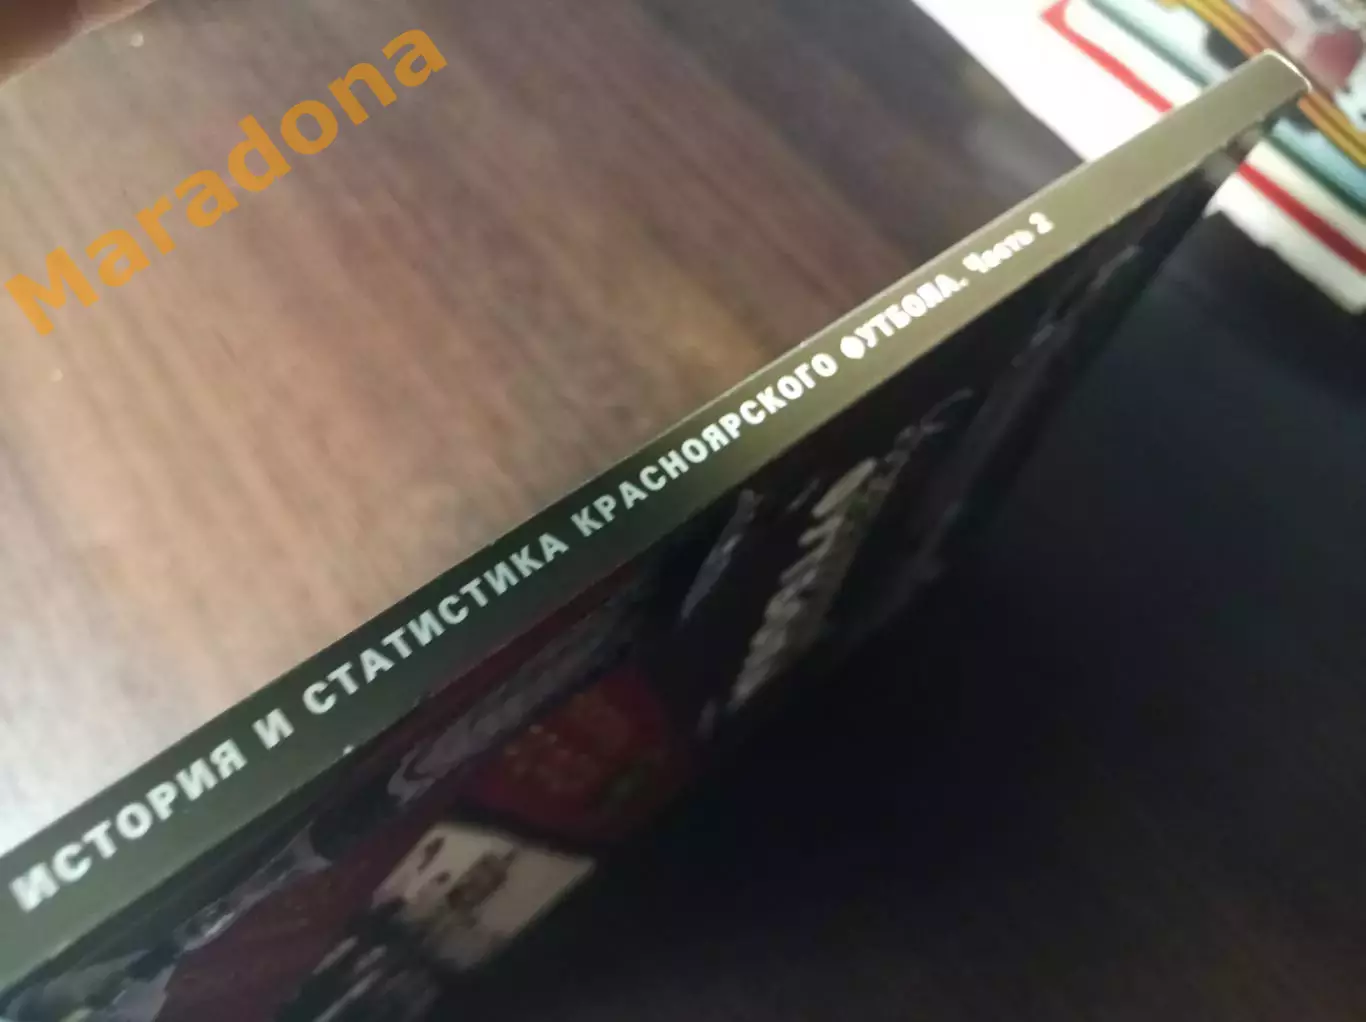 Maradona
ИСТОРИЯ И СТАТИСТИКА КРАСНОЯРСКОГО ФУТБОЛА. Часть 2